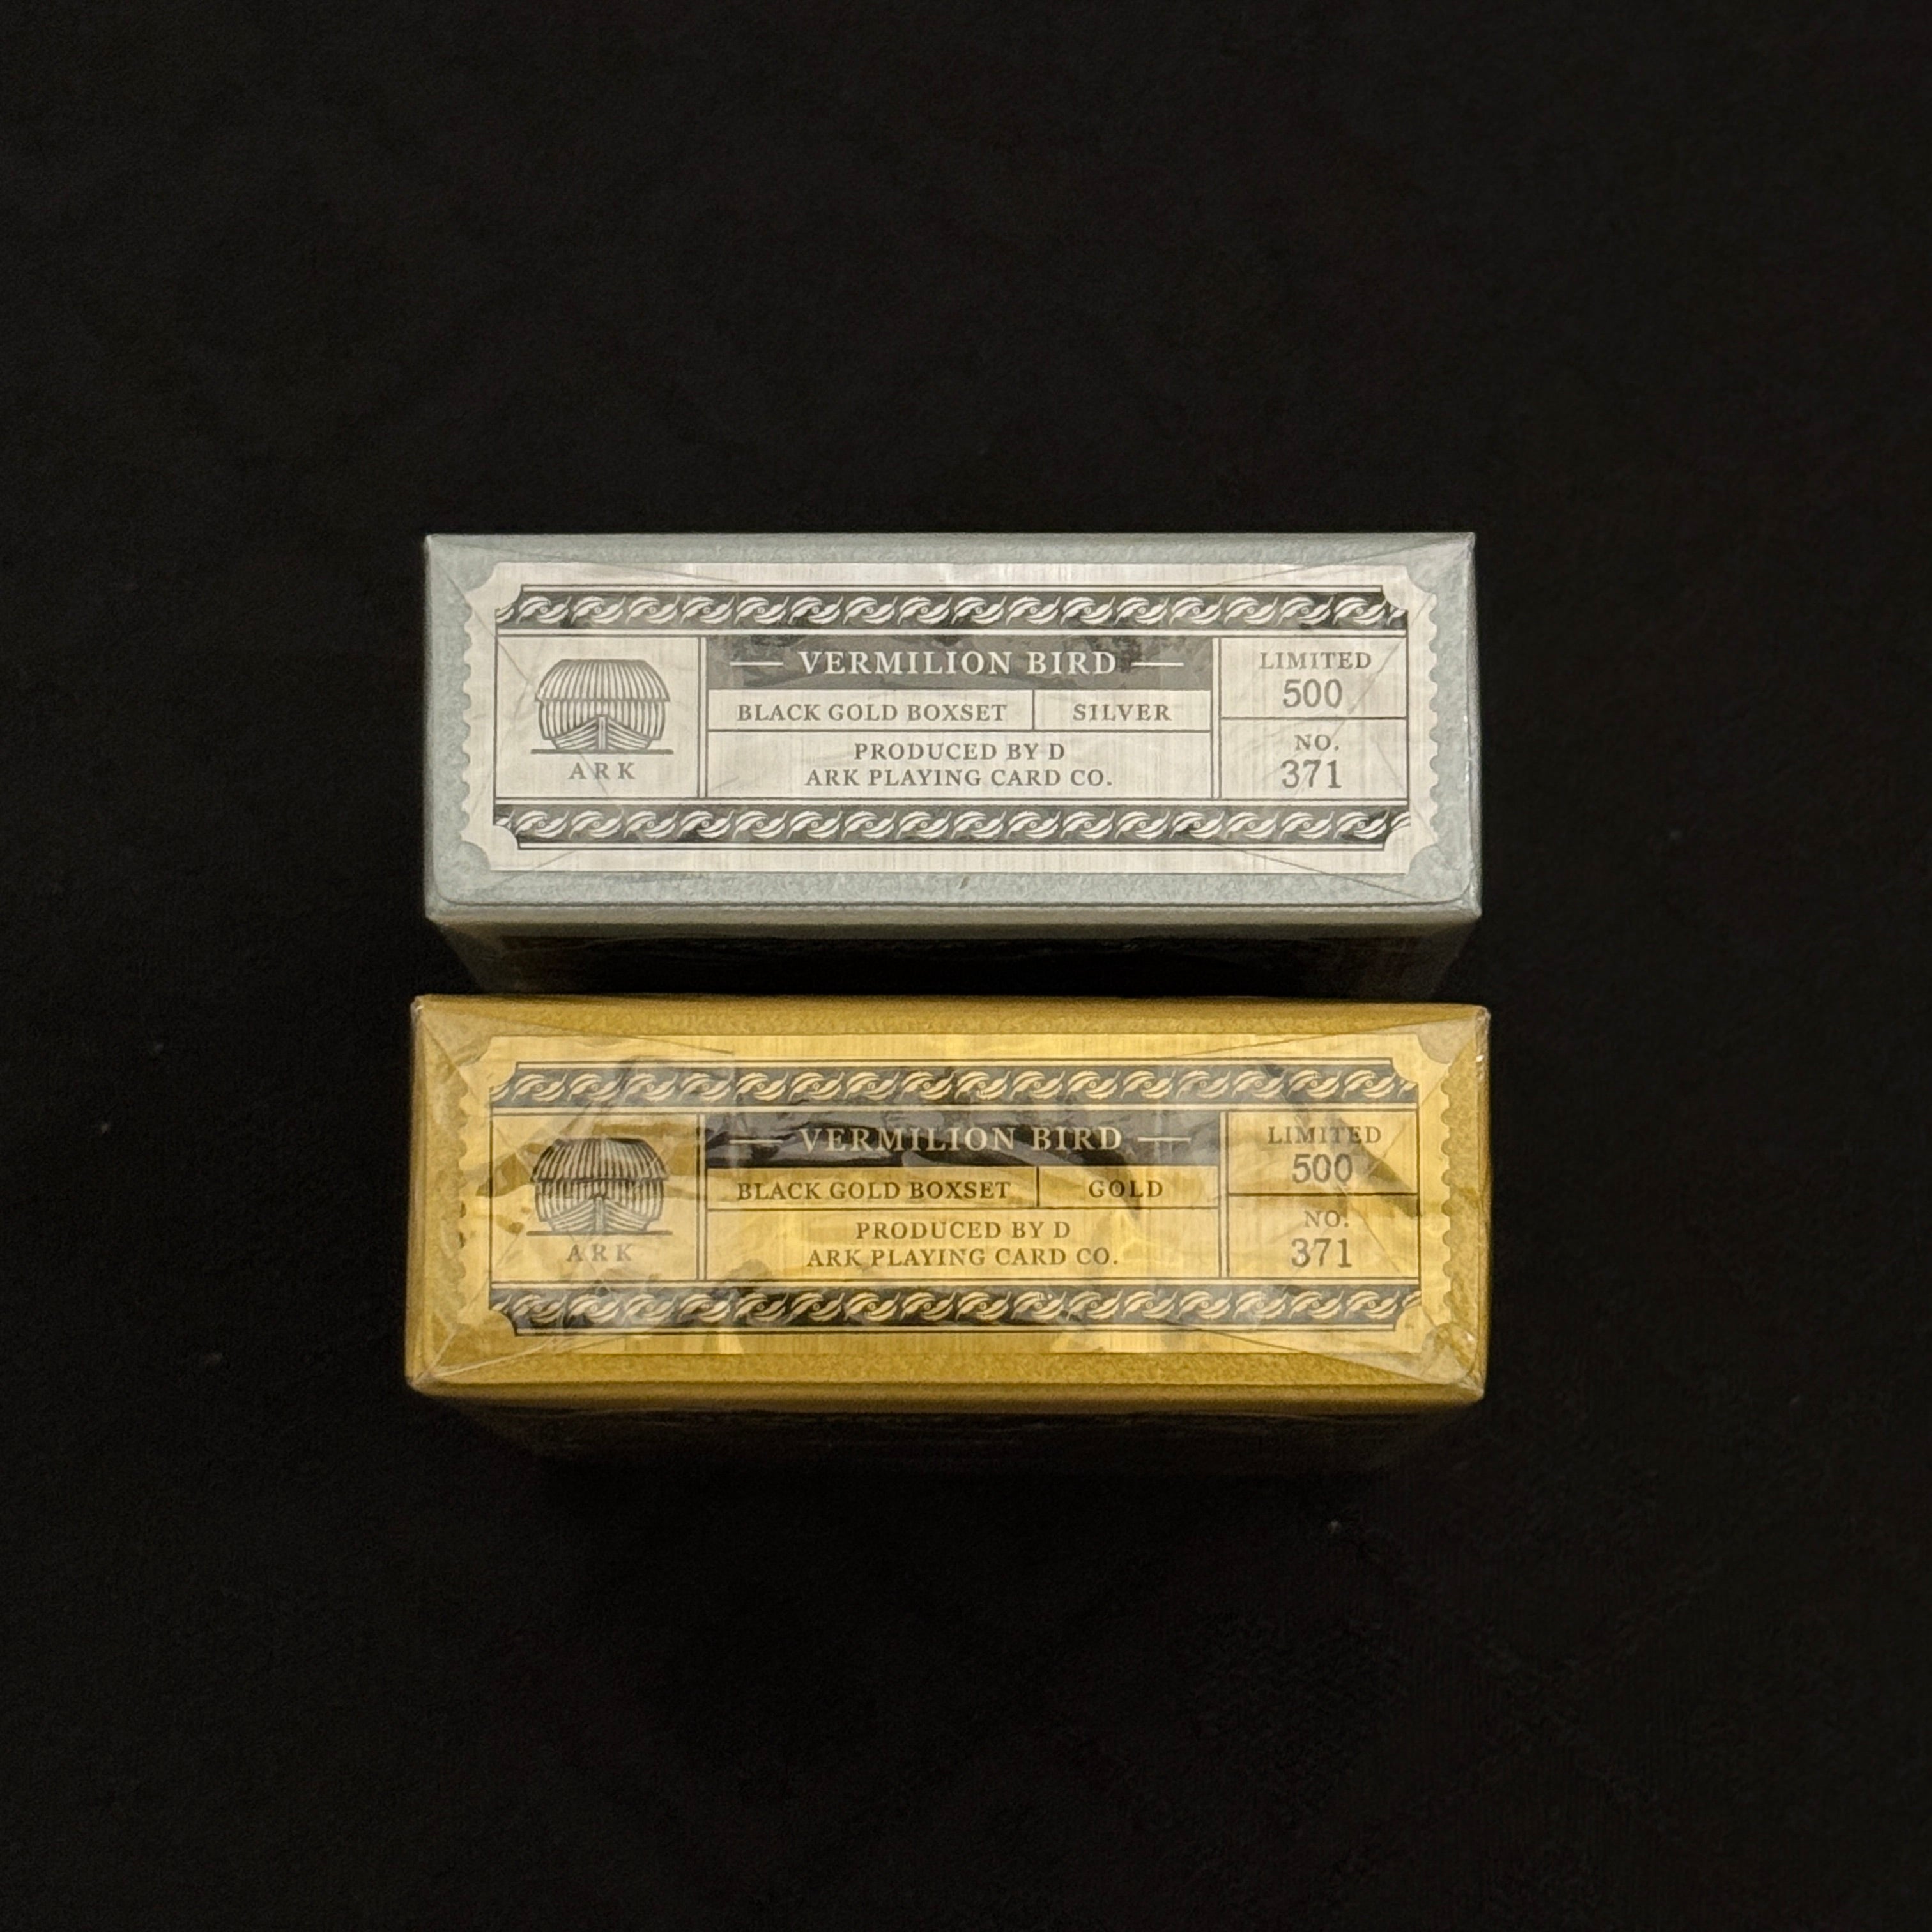 VERMILION BIRD
BLACK GOLD BOXSET
SILVER
PRODUCED BY D
ARK PLAYING CARD CO.
ARK
LIMITED
500
NO.
371
VERMILION BIRD
BLACK GOLD BOXSET
GOLD
PRODUCED BY D
ARK PLAYING CARD CO.
ARK
LIMITED
500
NO.
371